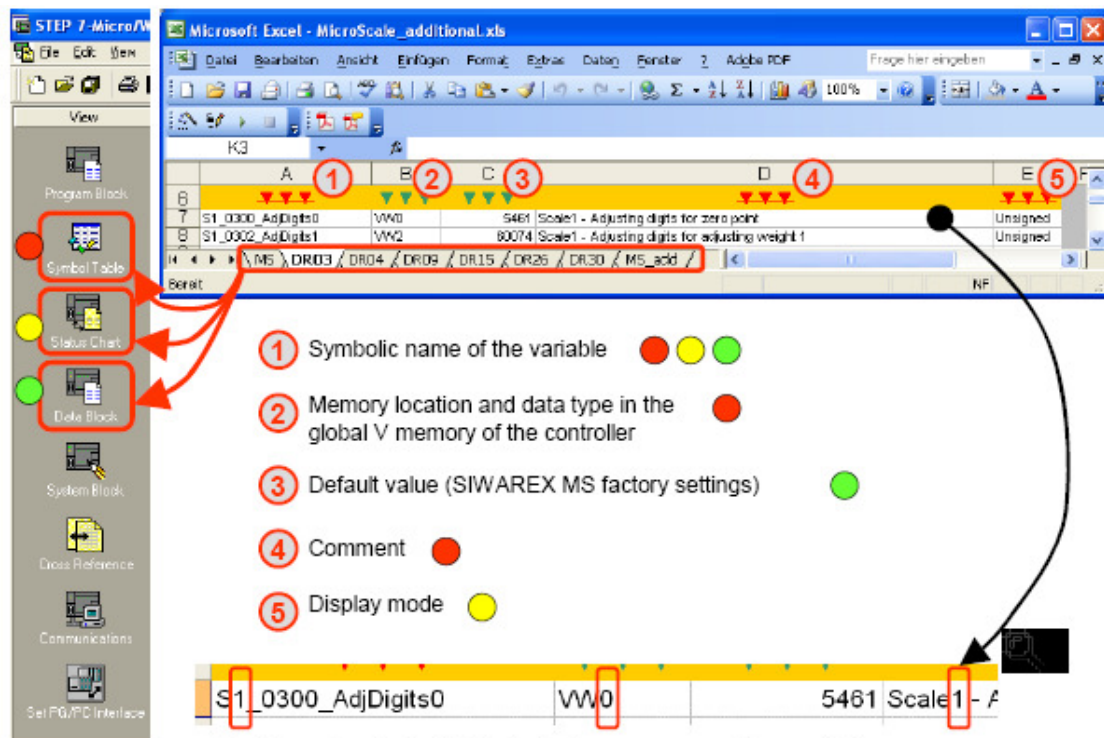 STEP 7-Micro/W
File Edit View
View
Program Block
Symbol Table
Status Chart
Data Block
System Block
Cross Reference
Communications
Set PG/PC Interface
Microsoft Excel - MicroScale_additional.xls
Datei Bearbeiten Ansicht Einfügen Format Extras Daten Fenster ? Adobe PDF Frage hier eingeben
100%
K3 fx
A 1 B 2 C 3 D 4 E 5 F
6
7 S1_0300_AdjDigits0 VW0 5461 Scale1 - Adjusting digits for zero point Unsigned
8 S1_0302_AdjDigits1 VW2 60074 Scale1 - Adjusting digits for adjusting weight 1 Unsigned
MS DR03 DR04 DR09 DR15 DR26 DR30 MS_add
Bereit NF
1 Symbolic name of the variable
2 Memory location and data type in the
global V memory of the controller
3 Default value (SIWAREX MS factory settings)
4 Comment
5 Display mode
S1_0300_AdjDigits0 VW0 5461 Scale1 - A